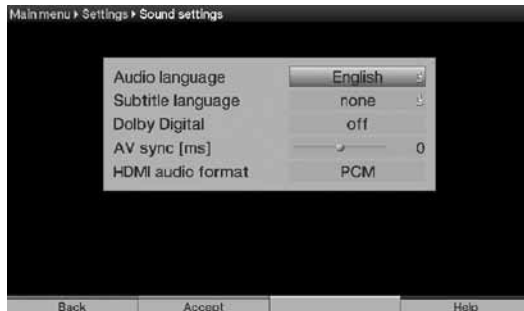 Main menu ▸ Settings ▸ Sound settings
Audio language English
Subtitle language none
Dolby Digital off
AV sync [ms] 0
HDMI audio format PCM
Back Accept Help